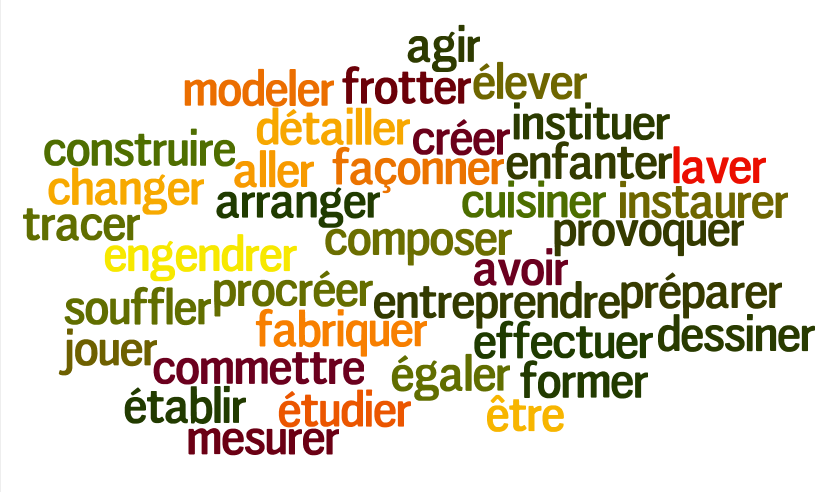 agir
modeler frotter élever
détailler créer instituer
construire aller façonner enfanter laver
changer arranger cuisiner instaurer
tracer composer provoquer
engendrer avoir
souffler procréer entreprendre préparer
jouer fabriquer effectuer dessiner
commettre égaler former
établir étudier être
mesurer